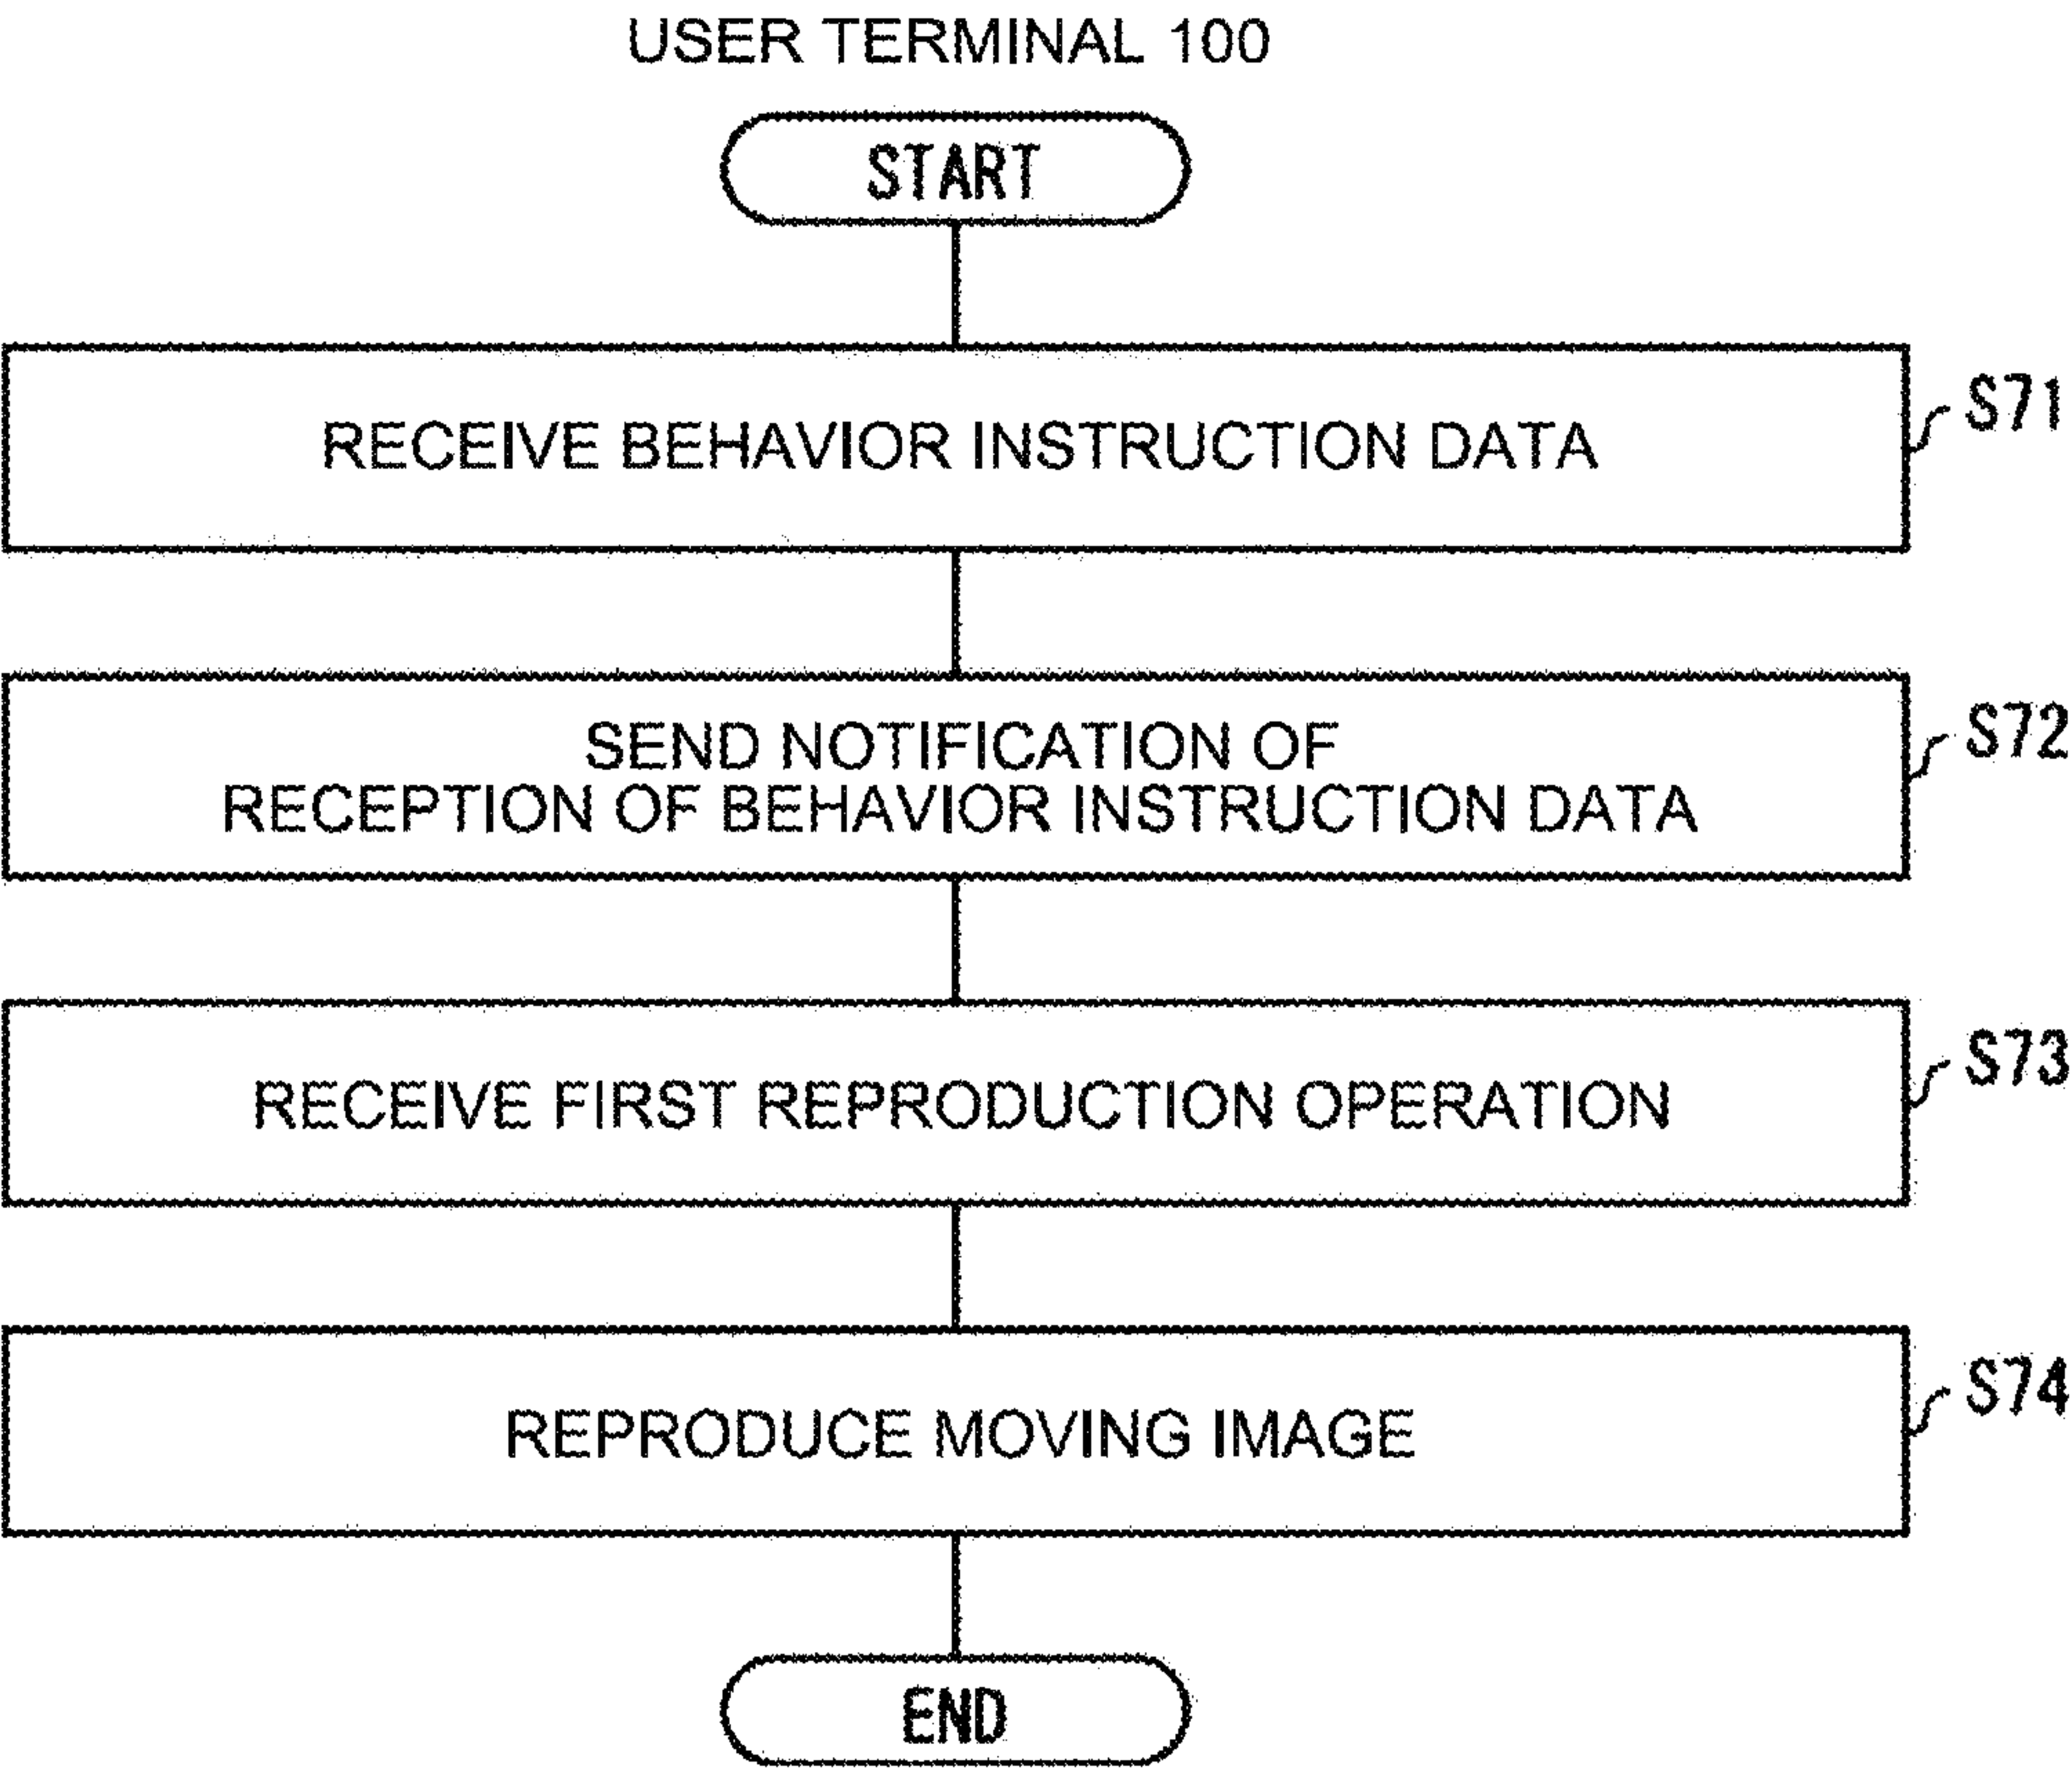 USER TERMINAL 100
START
RECEIVE BEHAVIOR INSTRUCTION DATA
S71
SEND NOTIFICATION OF
RECEPTION OF BEHAVIOR INSTRUCTION DATA
S72
RECEIVE FIRST REPRODUCTION OPERATION
S73
REPRODUCE MOVING IMAGE
S74
END